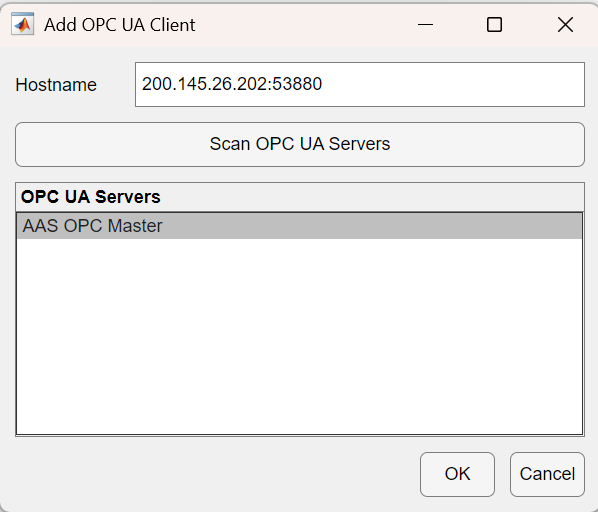 Add OPC UA Client
Hostname
200.145.26.202:53880
Scan OPC UA Servers
OPC UA Servers
AAS OPC Master
OK
Cancel